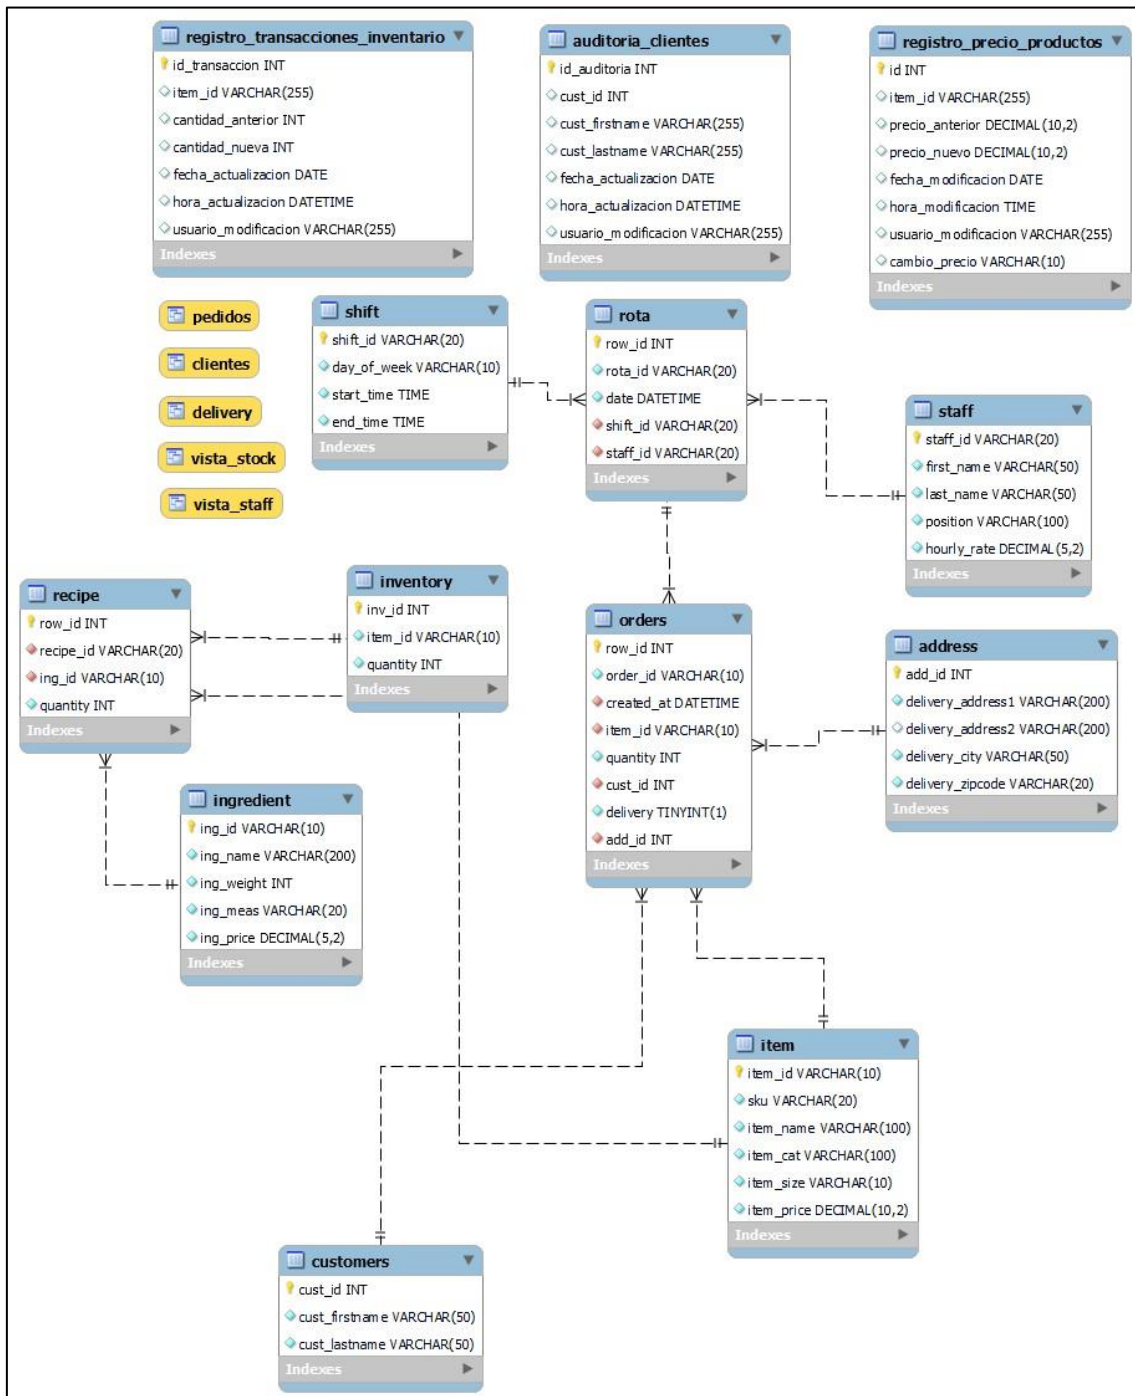 registro_transacciones_inventario
id_transaccion INT
item_id VARCHAR(255)
cantidad_anterior INT
cantidad_nueva INT
fecha_actualizacion DATE
hora_actualizacion DATETIME
usuario_modificacion VARCHAR(255)
Indexes
auditoria_clientes
id_auditoria INT
cust_id INT
cust_firstname VARCHAR(255)
cust_lastname VARCHAR(255)
fecha_actualizacion DATE
hora_actualizacion DATETIME
usuario_modificacion VARCHAR(255)
Indexes
registro_precio_productos
id INT
item_id VARCHAR(255)
precio_anterior DECIMAL(10,2)
precio_nuevo DECIMAL(10,2)
fecha_modificacion DATE
hora_modificacion TIME
usuario_modificacion VARCHAR(255)
cambio_precio VARCHAR(10)
Indexes
pedidos
clientes
delivery
vista_stock
vista_staff
shift
shift_id VARCHAR(20)
day_of_week VARCHAR(10)
start_time TIME
end_time TIME
Indexes
rota
row_id INT
rota_id VARCHAR(20)
date DATETIME
shift_id VARCHAR(20)
staff_id VARCHAR(20)
Indexes
staff
staff_id VARCHAR(20)
first_name VARCHAR(50)
last_name VARCHAR(50)
position VARCHAR(100)
hourly_rate DECIMAL(5,2)
Indexes
recipe
row_id INT
recipe_id VARCHAR(20)
ing_id VARCHAR(10)
quantity INT
Indexes
inventory
inv_id INT
item_id VARCHAR(10)
quantity INT
Indexes
orders
row_id INT
order_id VARCHAR(10)
created_at DATETIME
item_id VARCHAR(10)
quantity INT
cust_id INT
delivery TINYINT(1)
add_id INT
Indexes
address
add_id INT
delivery_address1 VARCHAR(200)
delivery_address2 VARCHAR(200)
delivery_city VARCHAR(50)
delivery_zipcode VARCHAR(20)
Indexes
ingredient
ing_id VARCHAR(10)
ing_name VARCHAR(200)
ing_weight INT
ing_meas VARCHAR(20)
ing_price DECIMAL(5,2)
Indexes
item
item_id VARCHAR(10)
sku VARCHAR(20)
item_name VARCHAR(100)
item_cat VARCHAR(100)
item_size VARCHAR(10)
item_price DECIMAL(10,2)
Indexes
customers
cust_id INT
cust_firstname VARCHAR(50)
cust_lastname VARCHAR(50)
Indexes